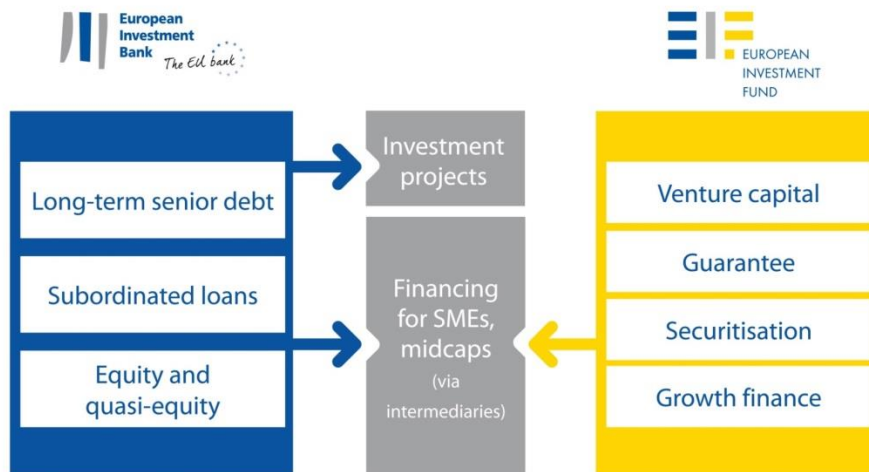 European
Investment
Bank
The EU bank
EUROPEAN
INVESTMENT
FUND
Long-term senior debt
Subordinated loans
Equity and
quasi-equity
Investment
projects
Financing
for SMEs,
midcaps
(via
intermediaries)
Venture capital
Guarantee
Securitisation
Growth finance